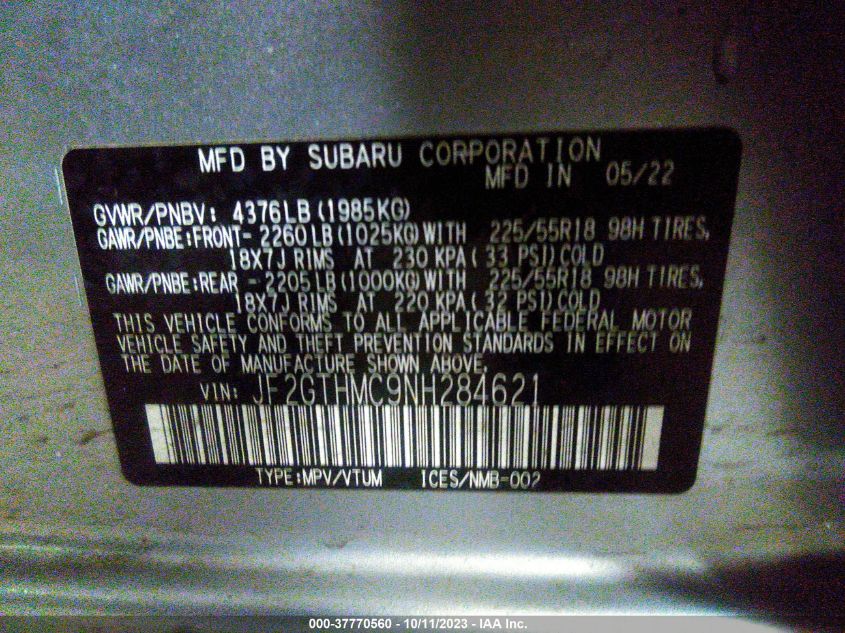 MFD BY SUBARU CORPORATION
MFD IN 05/22
GVWR/PNBV: 4376LB(1985KG)
GAWR/PNBE:FRONT- 2260LB(1025KG)WITH 225/55R18 98H TIRES,
18X7J RIMS AT 230 KPA(33 PSI)COLD
GAWR/PNBE:REAR - 2205LB(1000KG)WITH 225/55R18 98H TIRES,
18X7J RIMS AT 220 KPA(32 PSI)COLD
THIS VEHICLE CONFORMS TO ALL APPLICABLE FEDERAL MOTOR
VEHICLE SAFETY AND THEFT PREVENTION STANDARDS IN EFFECT ON
THE DATE OF MANUFACTURE SHOWN ABOVE.
VIN: JF2GTHMC9NH284621
TYPE:MPV/VTUM ICES/NMB-002
000-37770560 - 10/11/2023 - IAA Inc.